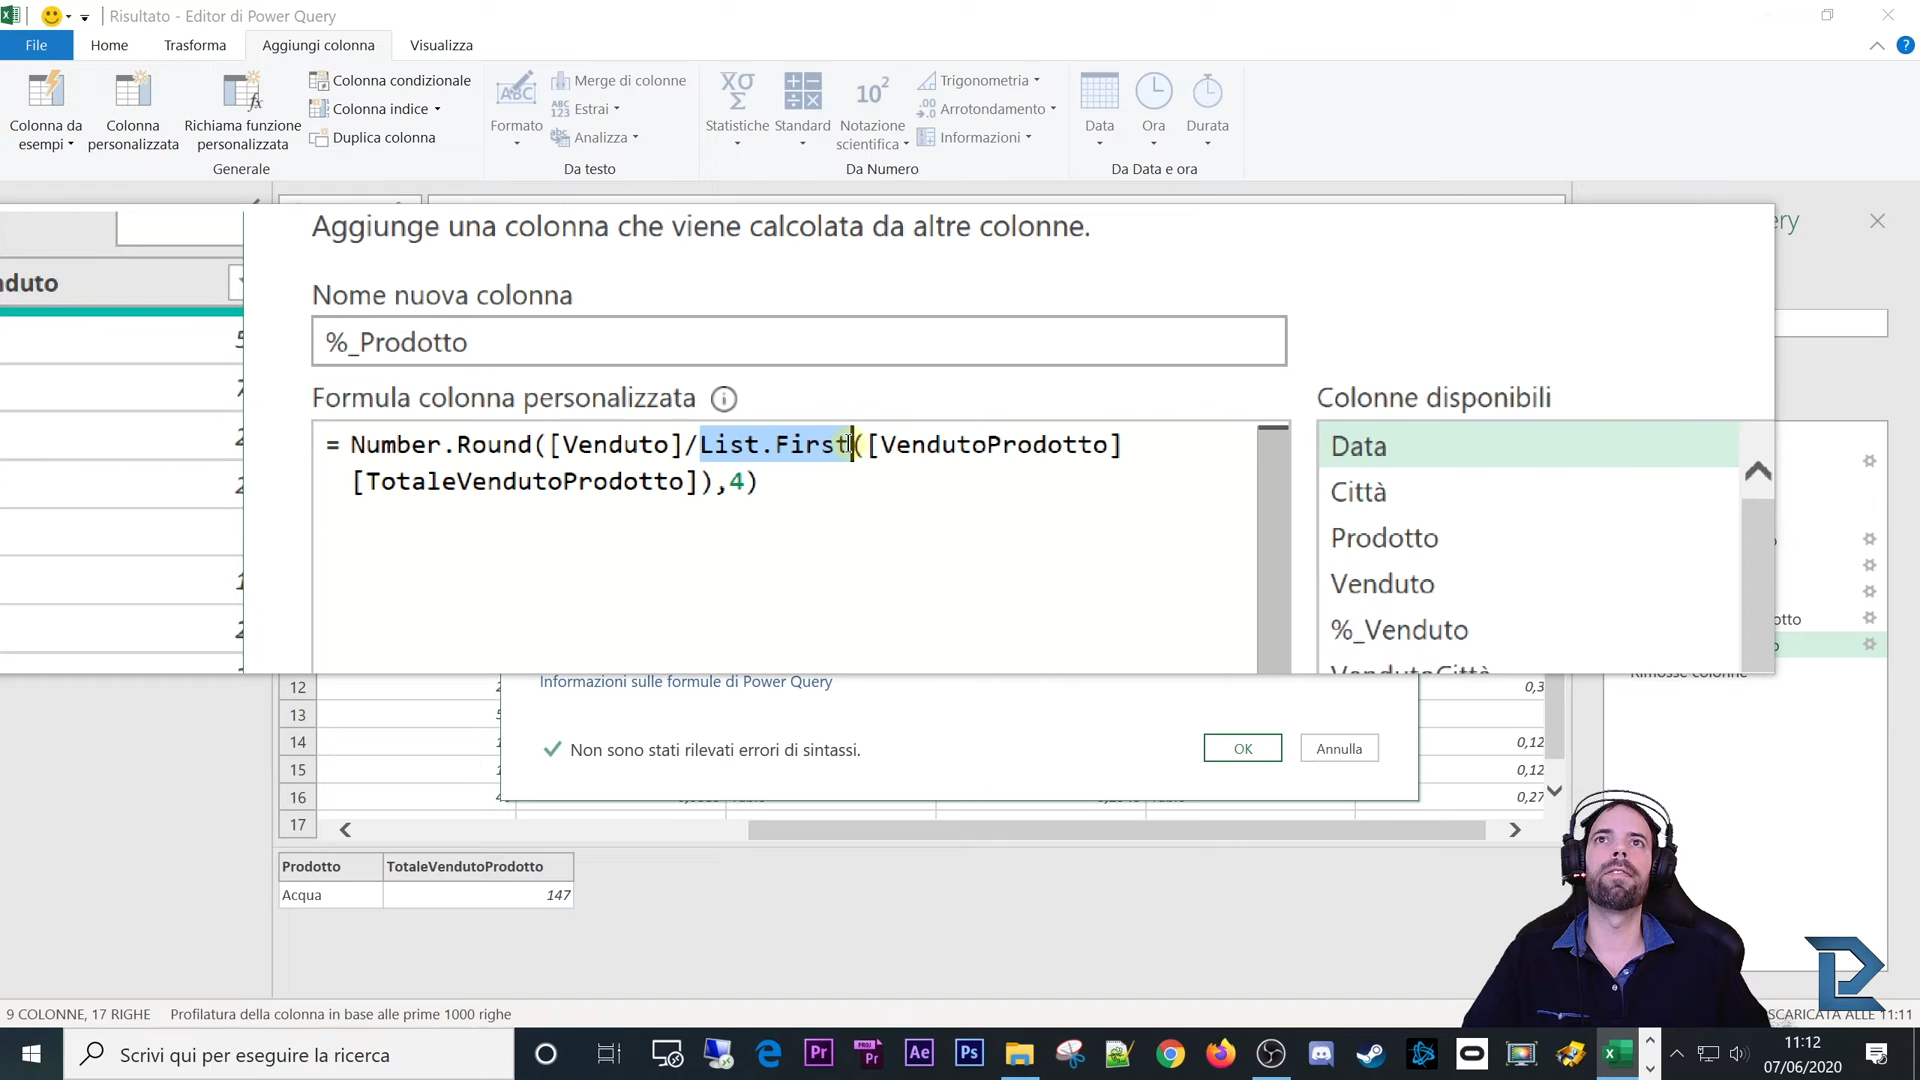 Risultato - Editor di Power Query
File Home Trasforma Aggiungi colonna Visualizza
Colonna da esempi
Colonna personalizzata
Richiama funzione personalizzata
Colonna condizionale
Colonna indice
Duplica colonna
Generale
Formato
Merge di colonne
Estrai
Analizza
Da testo
Statistiche
Standard
Notazione scientifica
Trigonometria
Arrotondamento
Informazioni
Da Numero
Data
Ora
Durata
Da Data e ora
Aggiunge una colonna che viene calcolata da altre colonne.
Nome nuova colonna
%_Prodotto
Formula colonna personalizzata
= Number.Round([Venduto]/List.First([VendutoProdotto]
[TotaleVendutoProdotto]),4)
Colonne disponibili
Data
Città
Prodotto
Venduto
%_Venduto
Informazioni sulle formule di Power Query
Non sono stati rilevati errori di sintassi.
OK
Annulla
12
13
14
15
16
17
0,3
0,12
0,12
0,27
Prodotto TotaleVendutoProdotto
Acqua 147
9 COLONNE, 17 RIGHE Profilatura della colonna in base alle prime 1000 righe
SCARICATA ALLE 11:11
Scrivi qui per eseguire la ricerca
11:12
07/06/2020